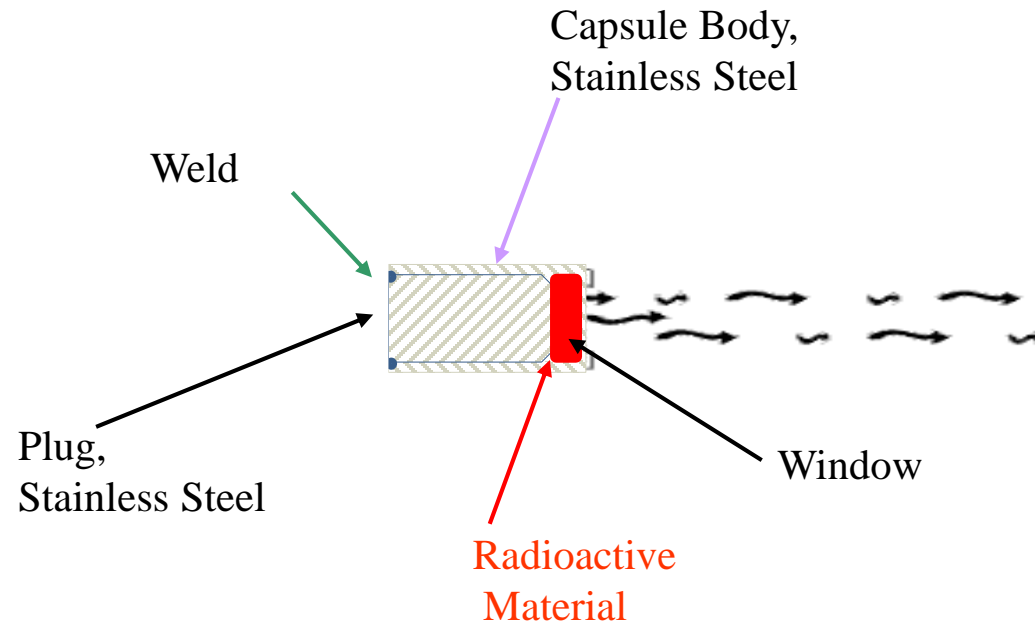 Capsule Body,
Stainless Steel
Weld
Plug,
Stainless Steel
Window
Radioactive
Material